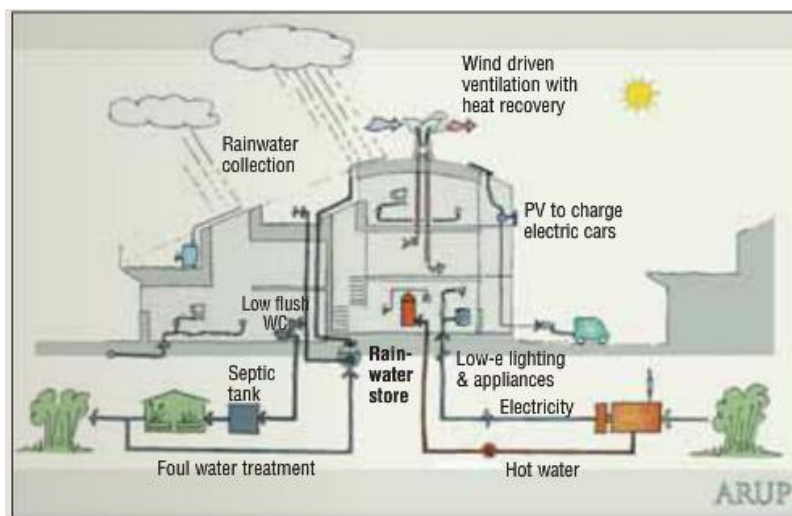 Wind driven
ventilation with
heat recovery
Rainwater
collection
PV to charge
electric cars
Low flush
WC
Rain-
water
store
Low-e lighting
& appliances
Septic
tank
Electricity
Foul water treatment
Hot water
ARUP